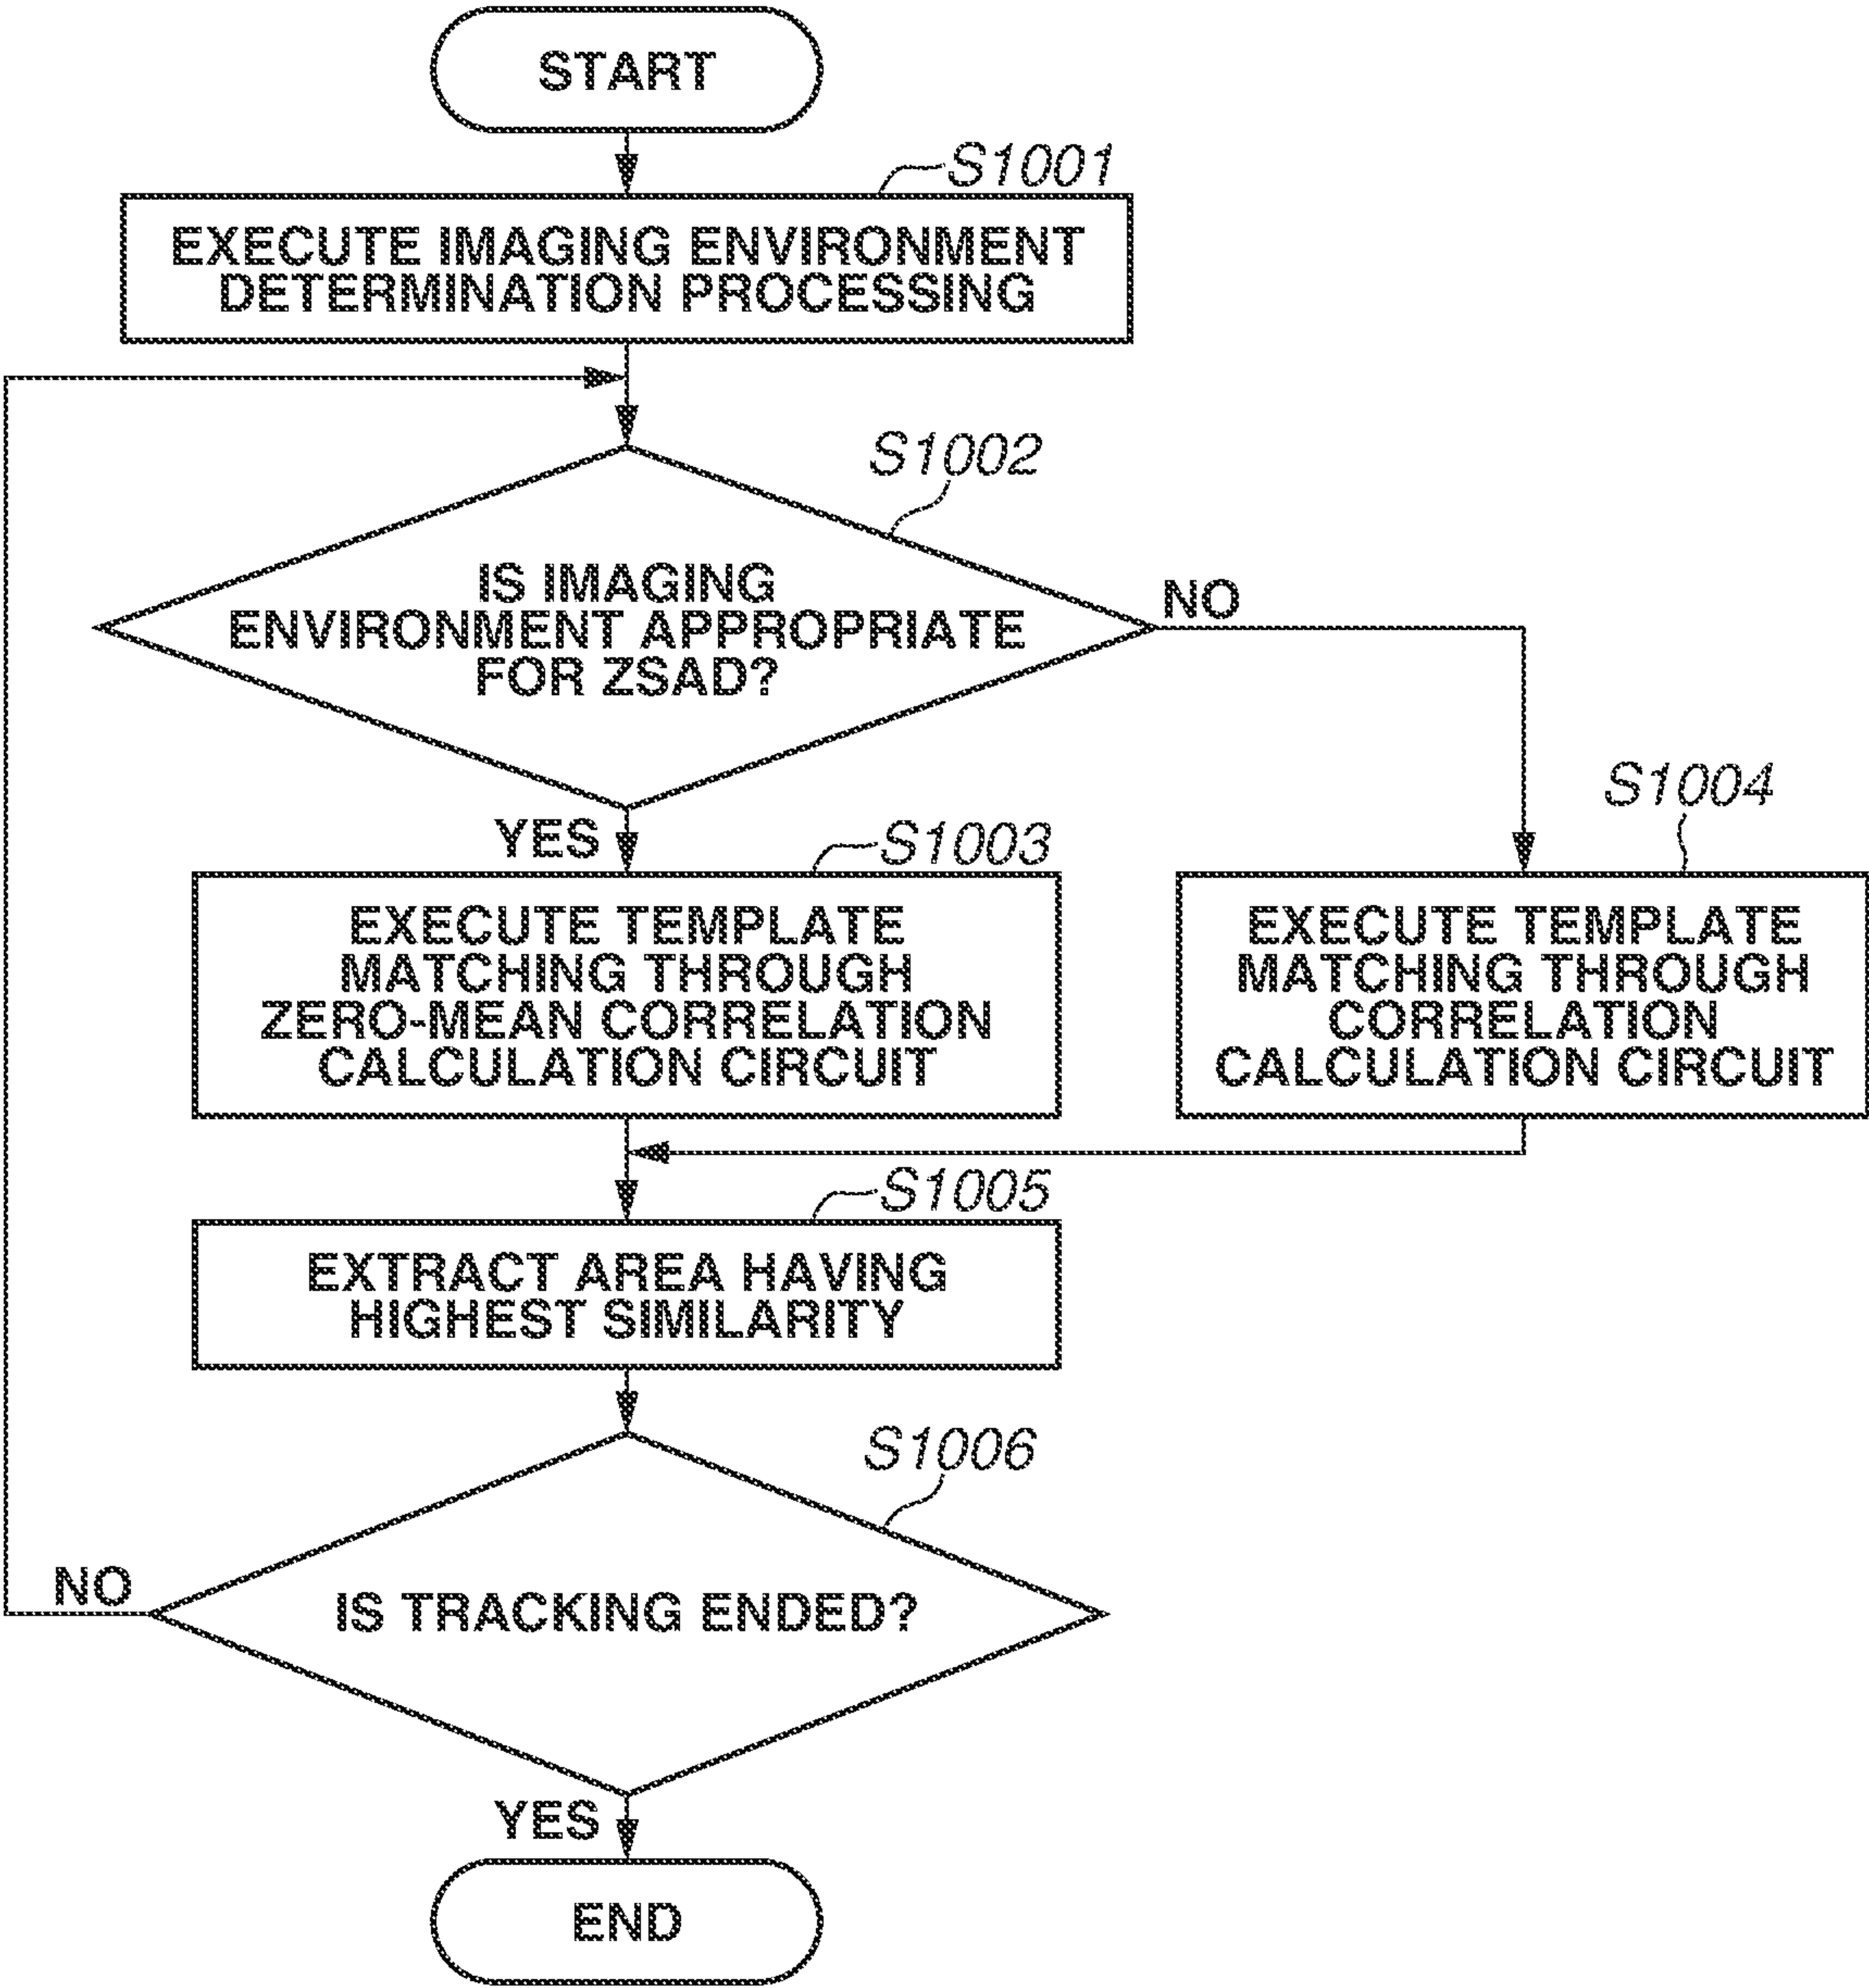 START
S1001
EXECUTE IMAGING ENVIRONMENT
DETERMINATION PROCESSING
S1002
IS IMAGING
ENVIRONMENT APPROPRIATE
FOR ZSAD?
NO
YES
S1003
EXECUTE TEMPLATE
MATCHING THROUGH
ZERO-MEAN CORRELATION
CALCULATION CIRCUIT
S1004
EXECUTE TEMPLATE
MATCHING THROUGH
CORRELATION
CALCULATION CIRCUIT
S1005
EXTRACT AREA HAVING
HIGHEST SIMILARITY
S1006
IS TRACKING ENDED?
NO
YES
END